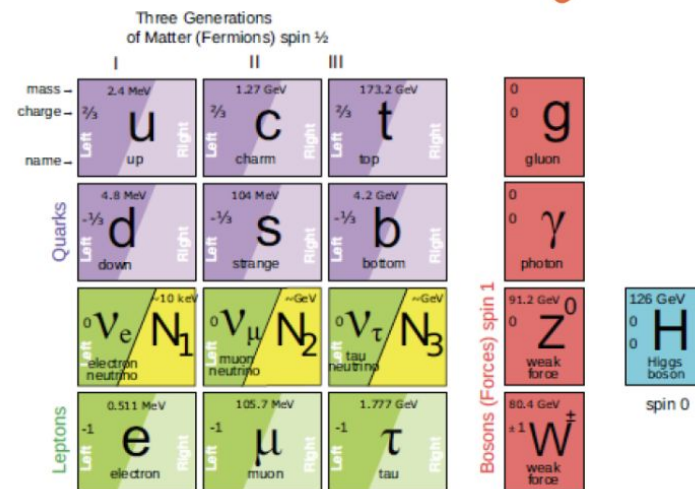 Three Generations
of Matter (Fermions) spin ½
I II III
mass→
charge→
name→
2.4 MeV
⅔
u
Left
Right
up
1.27 GeV
⅔
c
Left
Right
charm
173.2 GeV
⅔
t
Left
Right
top
0
0
g
gluon
Quarks
4.8 MeV
-⅓
d
Left
Right
down
104 MeV
-⅓
s
Left
Right
strange
4.2 GeV
-⅓
b
Left
Right
bottom
0
0
γ
photon
~10 keV
0
νe
N1
Left
electron
neutrino
~GeV
0
νμ
N2
Left
muon
neutrino
~GeV
0
ντ
N3
Left
tau
neutrino
Bosons (Forces) spin 1
91.2 GeV
0
Z0
weak
force
126 GeV
0
0
H
Higgs
boson
spin 0
Leptons
0.511 MeV
-1
e
Left
Right
electron
105.7 MeV
-1
μ
Left
Right
muon
1.777 GeV
-1
τ
Left
Right
tau
80.4 GeV
±1
W±
weak
force